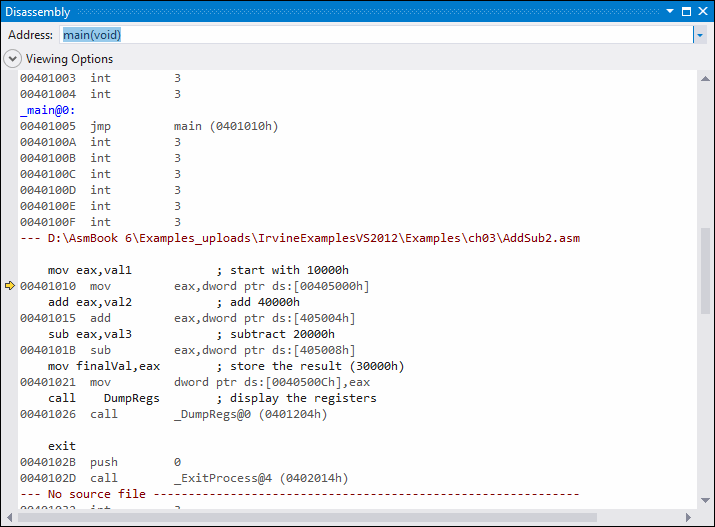 Disassembly
Address: main(void)
Viewing Options
00401003 int 3
00401004 int 3
_main@0:
00401005 jmp main (0401010h)
0040100A int 3
0040100B int 3
0040100C int 3
0040100D int 3
0040100E int 3
0040100F int 3
--- D:\AsmBook 6\Examples_uploads\IrvineExamplesVS2012\Examples\ch03\AddSub2.asm
mov eax,val1 ; start with 10000h
00401010 mov eax,dword ptr ds:[00405000h]
add eax,val2 ; add 40000h
00401015 add eax,dword ptr ds:[405004h]
sub eax,val3 ; subtract 20000h
0040101B sub eax,dword ptr ds:[405008h]
mov finalVal,eax ; store the result (30000h)
00401021 mov dword ptr ds:[0040500Ch],eax
call DumpRegs ; display the registers
00401026 call _DumpRegs@0 (0401204h)
exit
0040102B push 0
0040102D call _ExitProcess@4 (0402014h)
--- No source file -------------------------------------------------------------
00401032 int 3